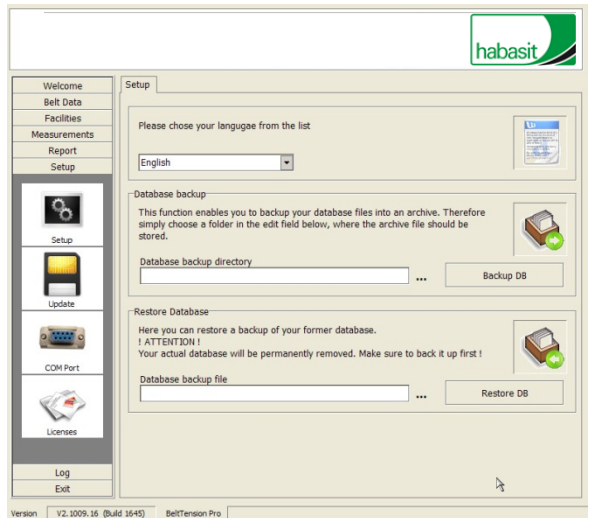 habasit
Welcome
Belt Data
Facilities
Measurements
Report
Setup
Setup
Update
COM Port
Licenses
Log
Exit
Setup
Please chose your langugae from the list
English
Database backup
This function enables you to backup your database files into an archive. Therefore
simply choose a folder in the edit field below, where the archive file should be
stored.
Database backup directory
...
Backup DB
Restore Database
Here you can restore a backup of your former database.
! ATTENTION !
Your actual database will be permanently removed. Make sure to back it up first !
Database backup file
...
Restore DB
Version V2.1009.16 (Build 1645) BeltTension Pro